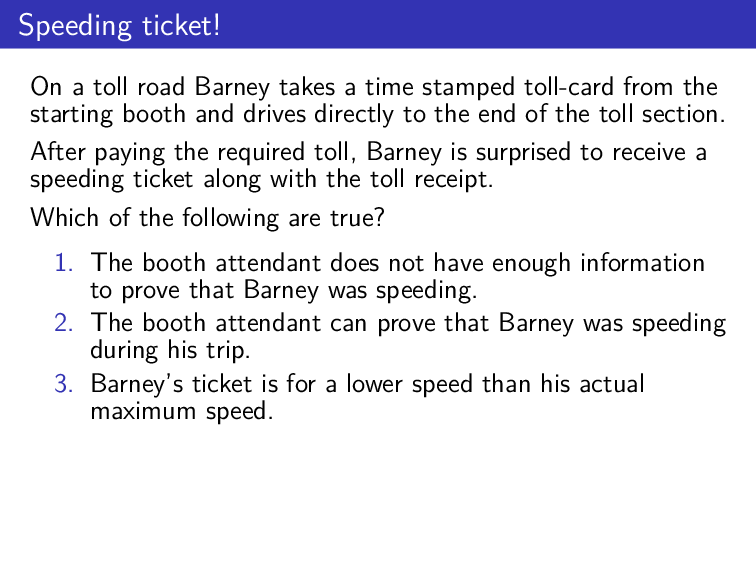 Speeding ticket!
On a toll road Barney takes a time stamped toll-card from the
starting booth and drives directly to the end of the toll section.
After paying the required toll, Barney is surprised to receive a
speeding ticket along with the toll receipt.
Which of the following are true?
1. The booth attendant does not have enough information
to prove that Barney was speeding.
2. The booth attendant can prove that Barney was speeding
during his trip.
3. Barney's ticket is for a lower speed than his actual
maximum speed.